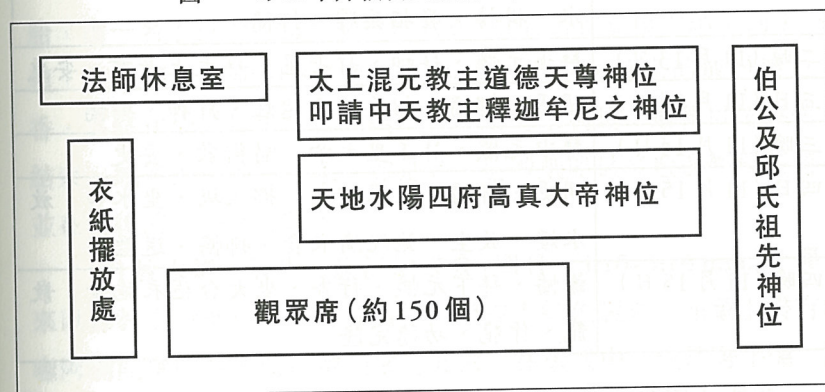 法師休息室
太上混元教主道德天尊神位
叩請中天教主釋迦牟尼之神位
伯公及邱氏祖先神位
衣紙擺放處
天地水陽四府高真大帝神位
觀眾席（約150個）